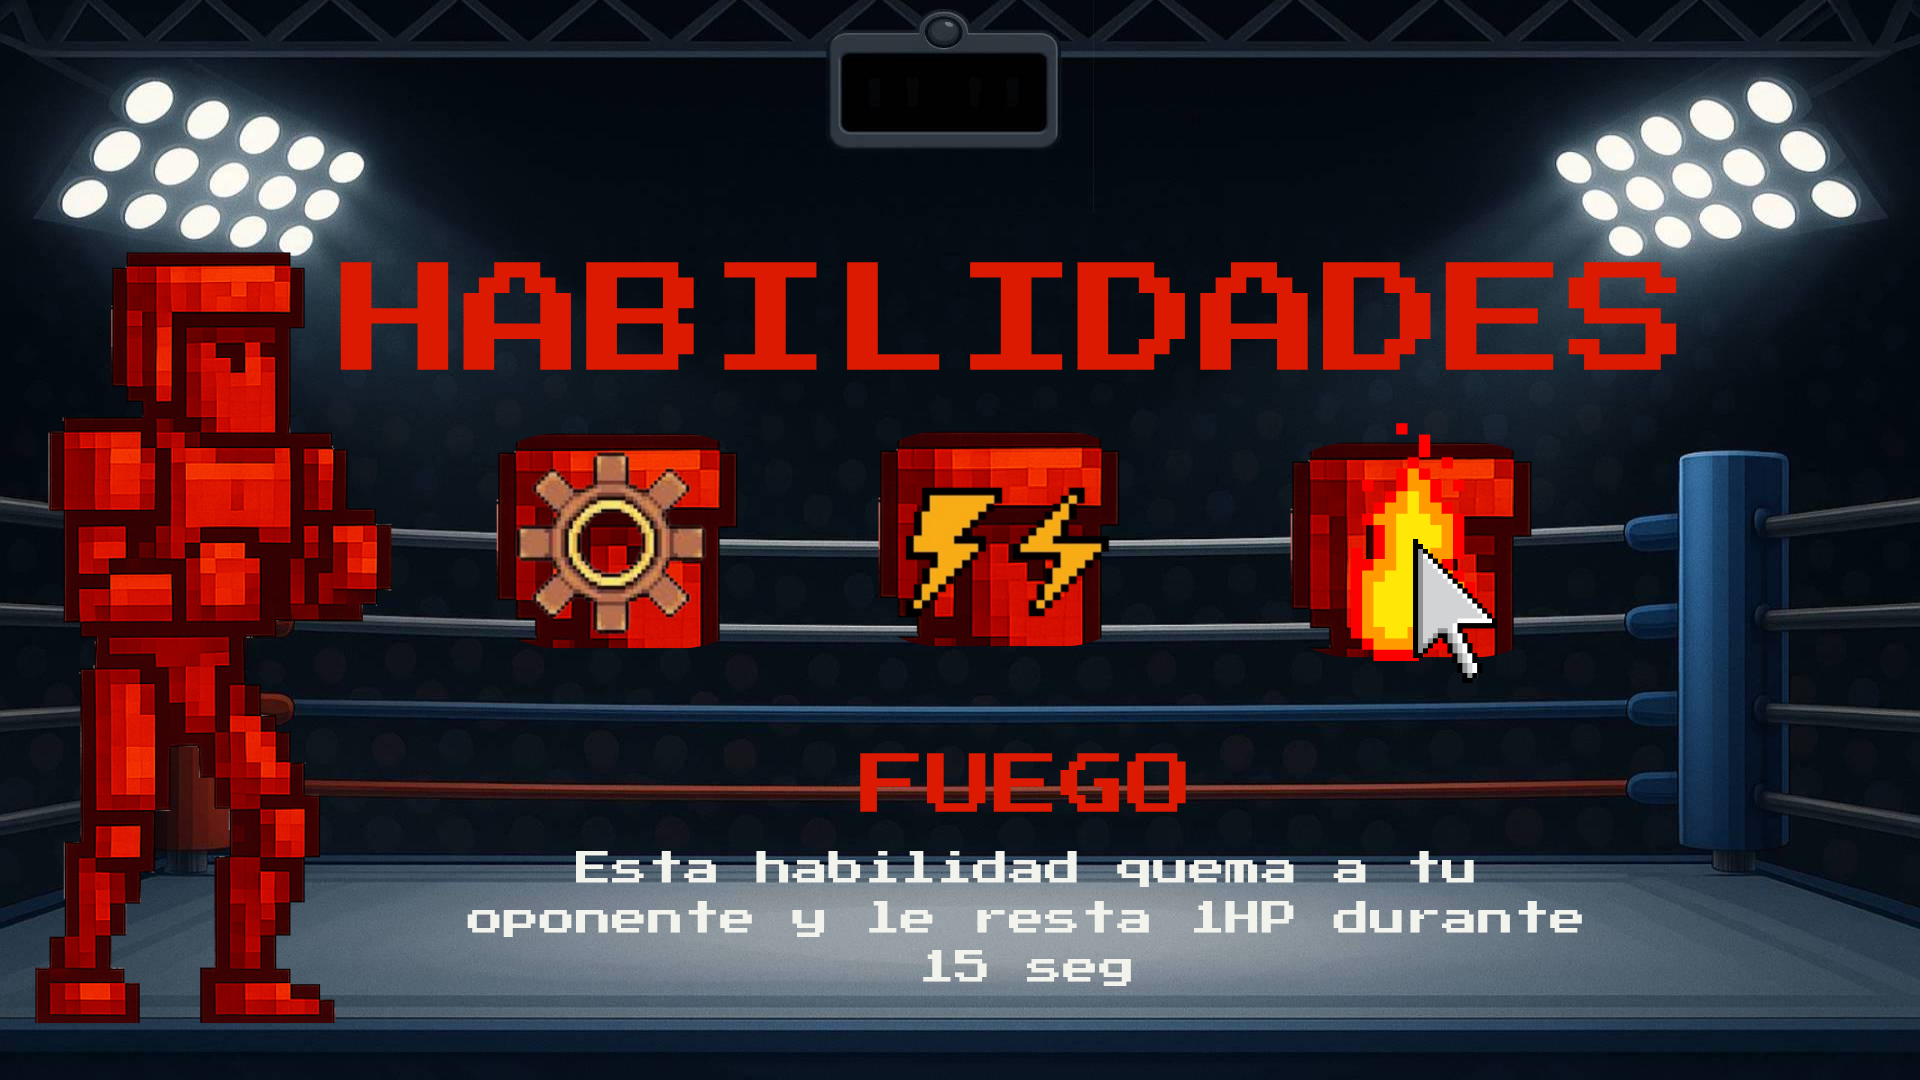 HABILIDADES
FUEGO
Esta habilidad quema a tu
oponente y le resta 1HP durante
15 seg